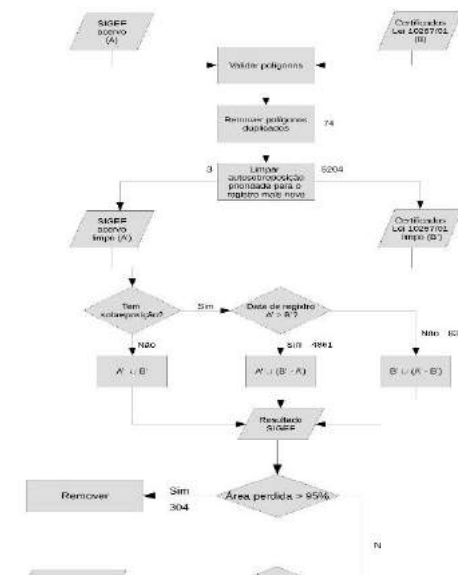 SIGEF
acervo
(A)
Certificados
Lei 10267/01
(B)
Validar polígonos
Remover polígonos
duplicados
74
3
Limpar
autosobreposição
prioridade para o
registro mais novo
5204
SIGEF
acervo
limpo (A')
Certificados
Lei 10267/01
limpo (B')
Tem
sobreposição?
Sim
Data de registro
A' > B'?
Não
Sim 4861
Não
A' ∪ B'
A' ∪ (B' - A')
B' ∪ (A' - B')
Resultado
SIGEF
Remover
Sim
304
Área perdida > 95%
N